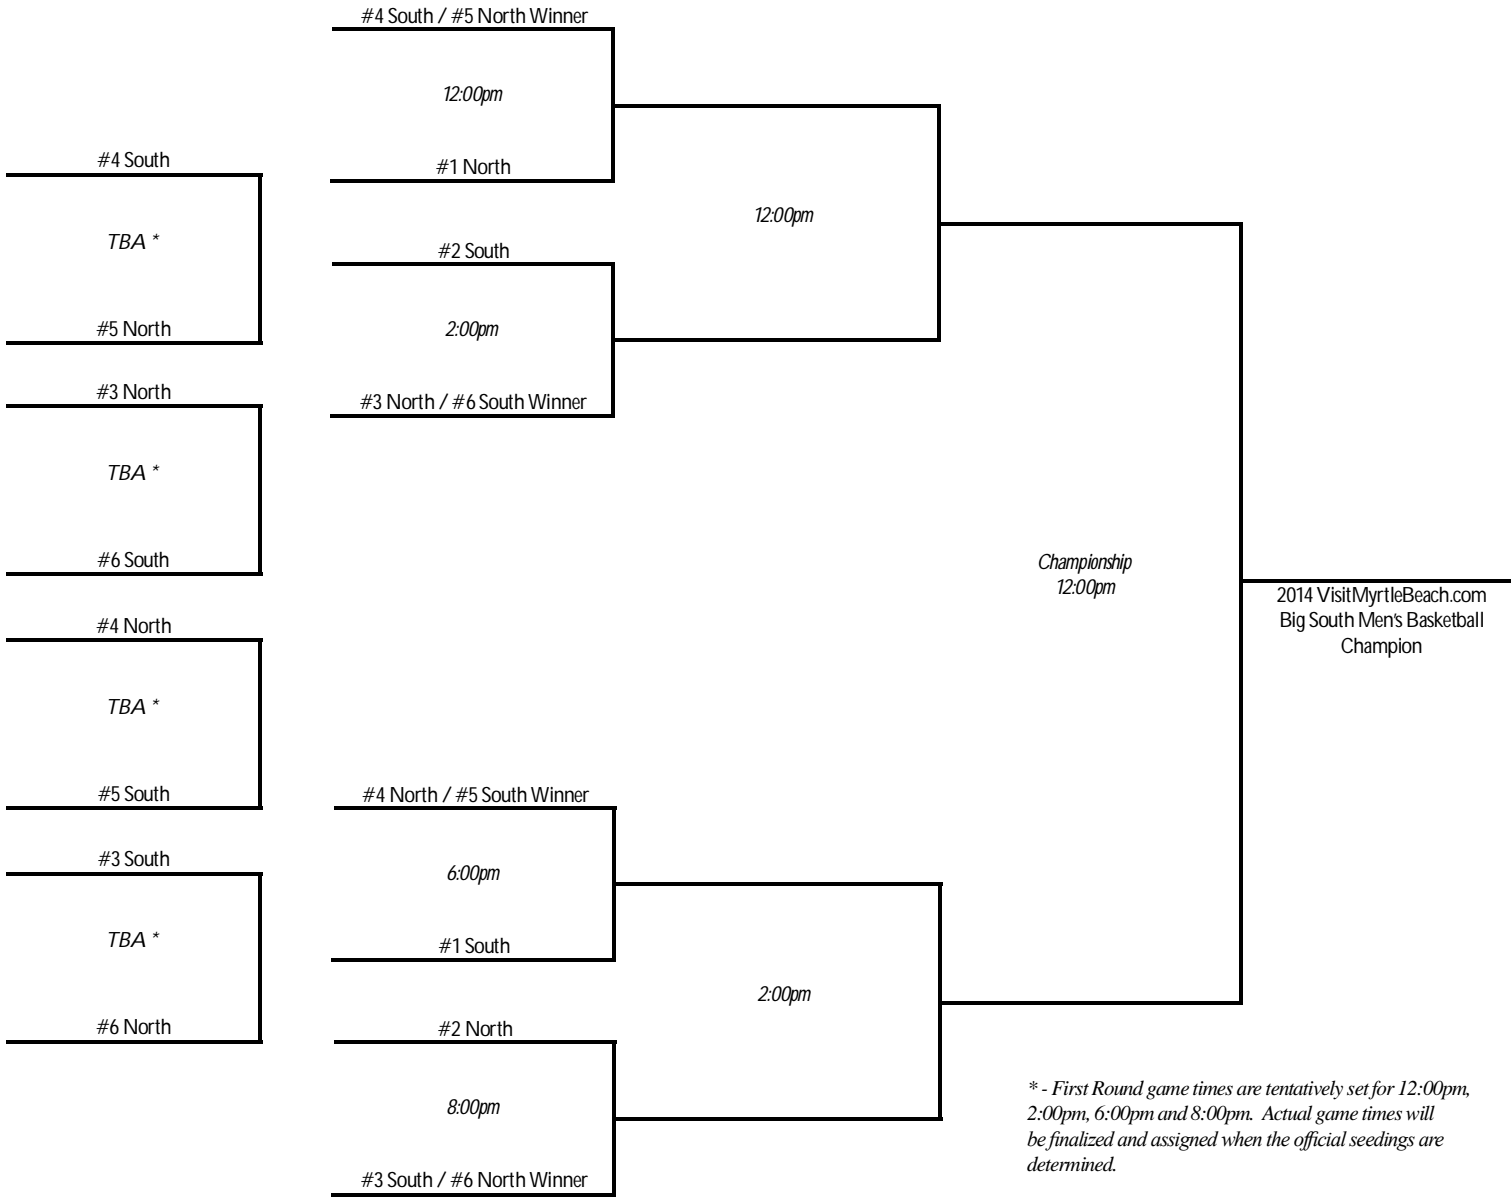 #4 South
TBA *
#5 North
#3 North
TBA *
#6 South
#4 North
TBA *
#5 South
#3 South
TBA *
#6 North
#4 South / #5 North Winner
12:00pm
#1 North
#2 South
2:00pm
#3 North / #6 South Winner
#4 North / #5 South Winner
6:00pm
#1 South
#2 North
8:00pm
#3 South / #6 North Winner
12:00pm
2:00pm
Championship
12:00pm
2014 VisitMyrtleBeach.com
Big South Men's Basketball
Champion
* - First Round game times are tentatively set for 12:00pm,
2:00pm, 6:00pm and 8:00pm. Actual game times will
be finalized and assigned when the official seedings are
determined.